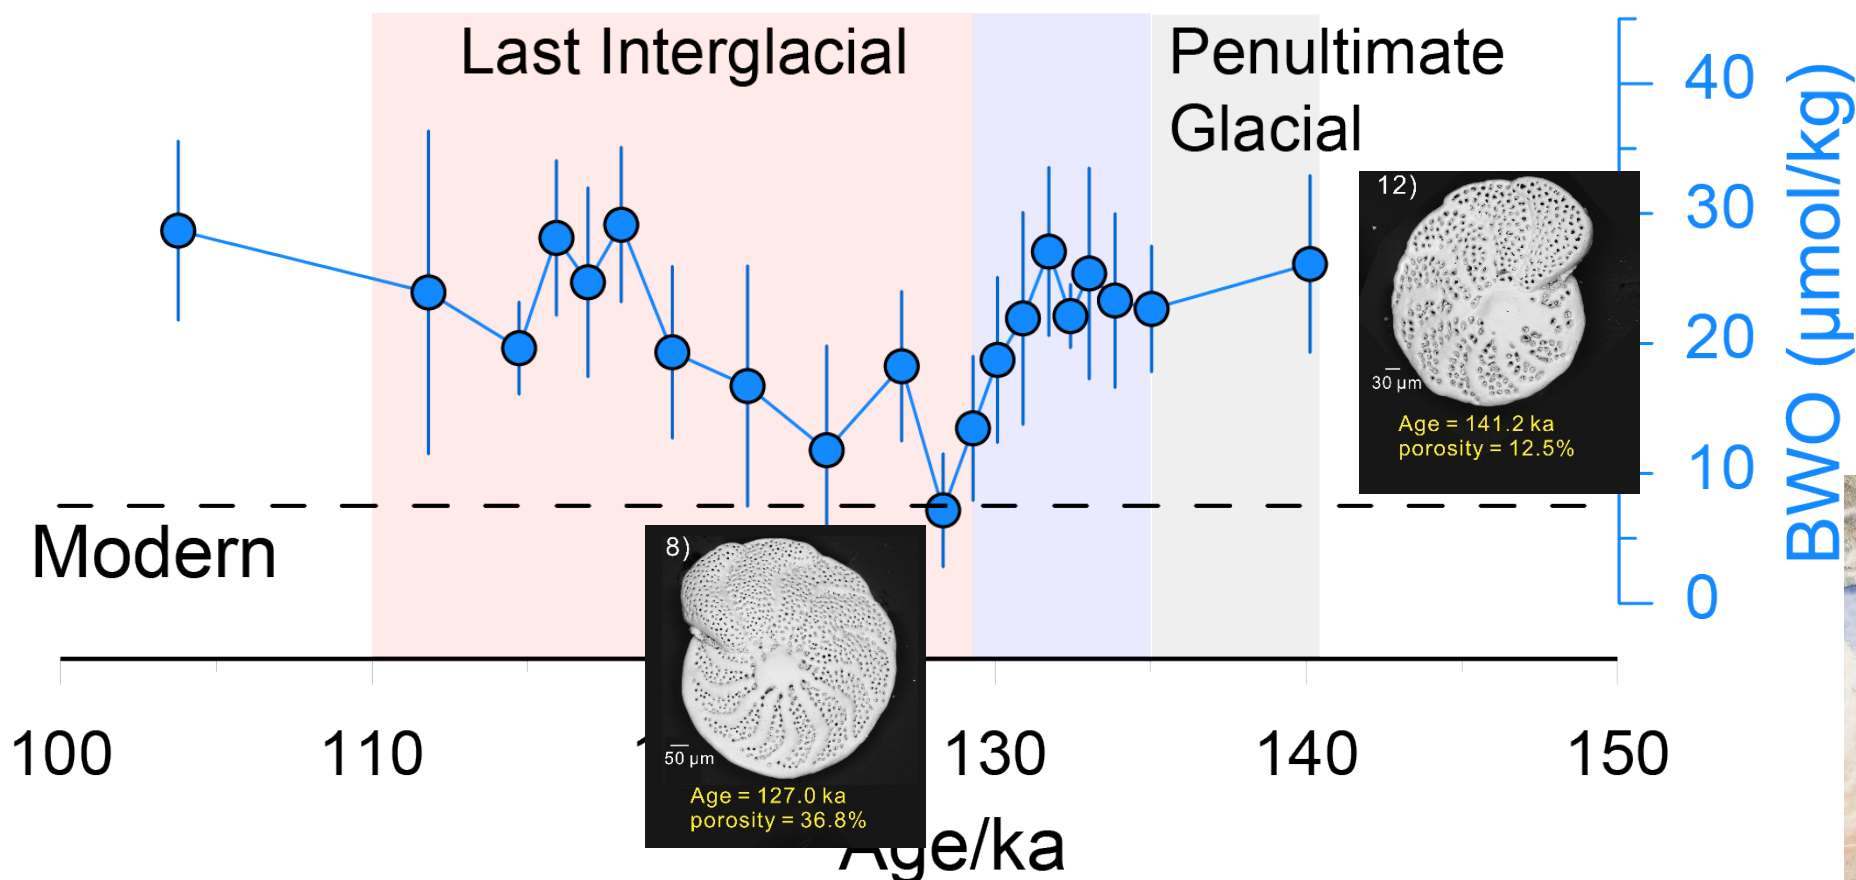 Last Interglacial
Penultimate
Glacial
40
30
20
10
0
BWO (μmol/kg)
12)
30 μm
Age = 141.2 ka
porosity = 12.5%
Modern
8)
50 μm
Age = 127.0 ka
porosity = 36.8%
100
110
130
140
150
Age/ka